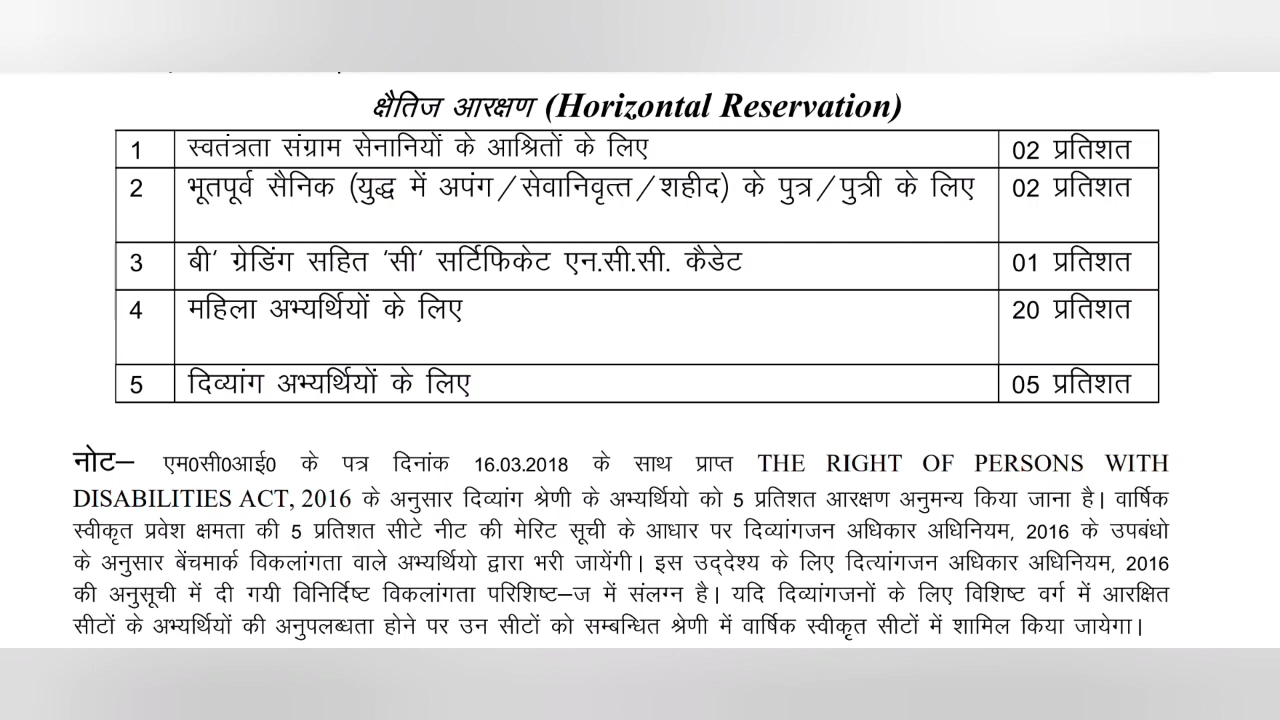 क्षैतिज आरक्षण (Horizontal Reservation)
1 स्वतंत्रता संग्राम सेनानियों के आश्रितों के लिए 02 प्रतिशत
2 भूतपूर्व सैनिक (युद्ध में अपंग/सेवानिवृत्त/शहीद) के पुत्र/पुत्री के लिए 02 प्रतिशत
3 बी' ग्रेडिंग सहित 'सी' सर्टिफिकेट एन.सी.सी. कैडेट 01 प्रतिशत
4 महिला अभ्यर्थियों के लिए 20 प्रतिशत
5 दिव्यांग अभ्यर्थियों के लिए 05 प्रतिशत
नोट– एम0सी0आई0 के पत्र दिनांक 16.03.2018 के साथ प्राप्त THE RIGHT OF PERSONS WITH
DISABILITIES ACT, 2016 के अनुसार दिव्यांग श्रेणी के अभ्यर्थियो को 5 प्रतिशत आरक्षण अनुमन्य किया जाना है। वार्षिक
स्वीकृत प्रवेश क्षमता की 5 प्रतिशत सीटे नीट की मेरिट सूची के आधार पर दिव्यांगजन अधिकार अधिनियम, 2016 के उपबंधो
के अनुसार बेंचमार्क विकलांगता वाले अभ्यर्थियो द्वारा भरी जायेंगी। इस उद्देश्य के लिए दित्यांगजन अधिकार अधिनियम, 2016
की अनुसूची में दी गयी विनिर्दिष्ट विकलांगता परिशिष्ट–ज में संलग्न है। यदि दिव्यांगजनों के लिए विशिष्ट वर्ग में आरक्षित
सीटों के अभ्यर्थियों की अनुपलब्धता होने पर उन सीटों को सम्बन्धित श्रेणी में वार्षिक स्वीकृत सीटों में शामिल किया जायेगा।